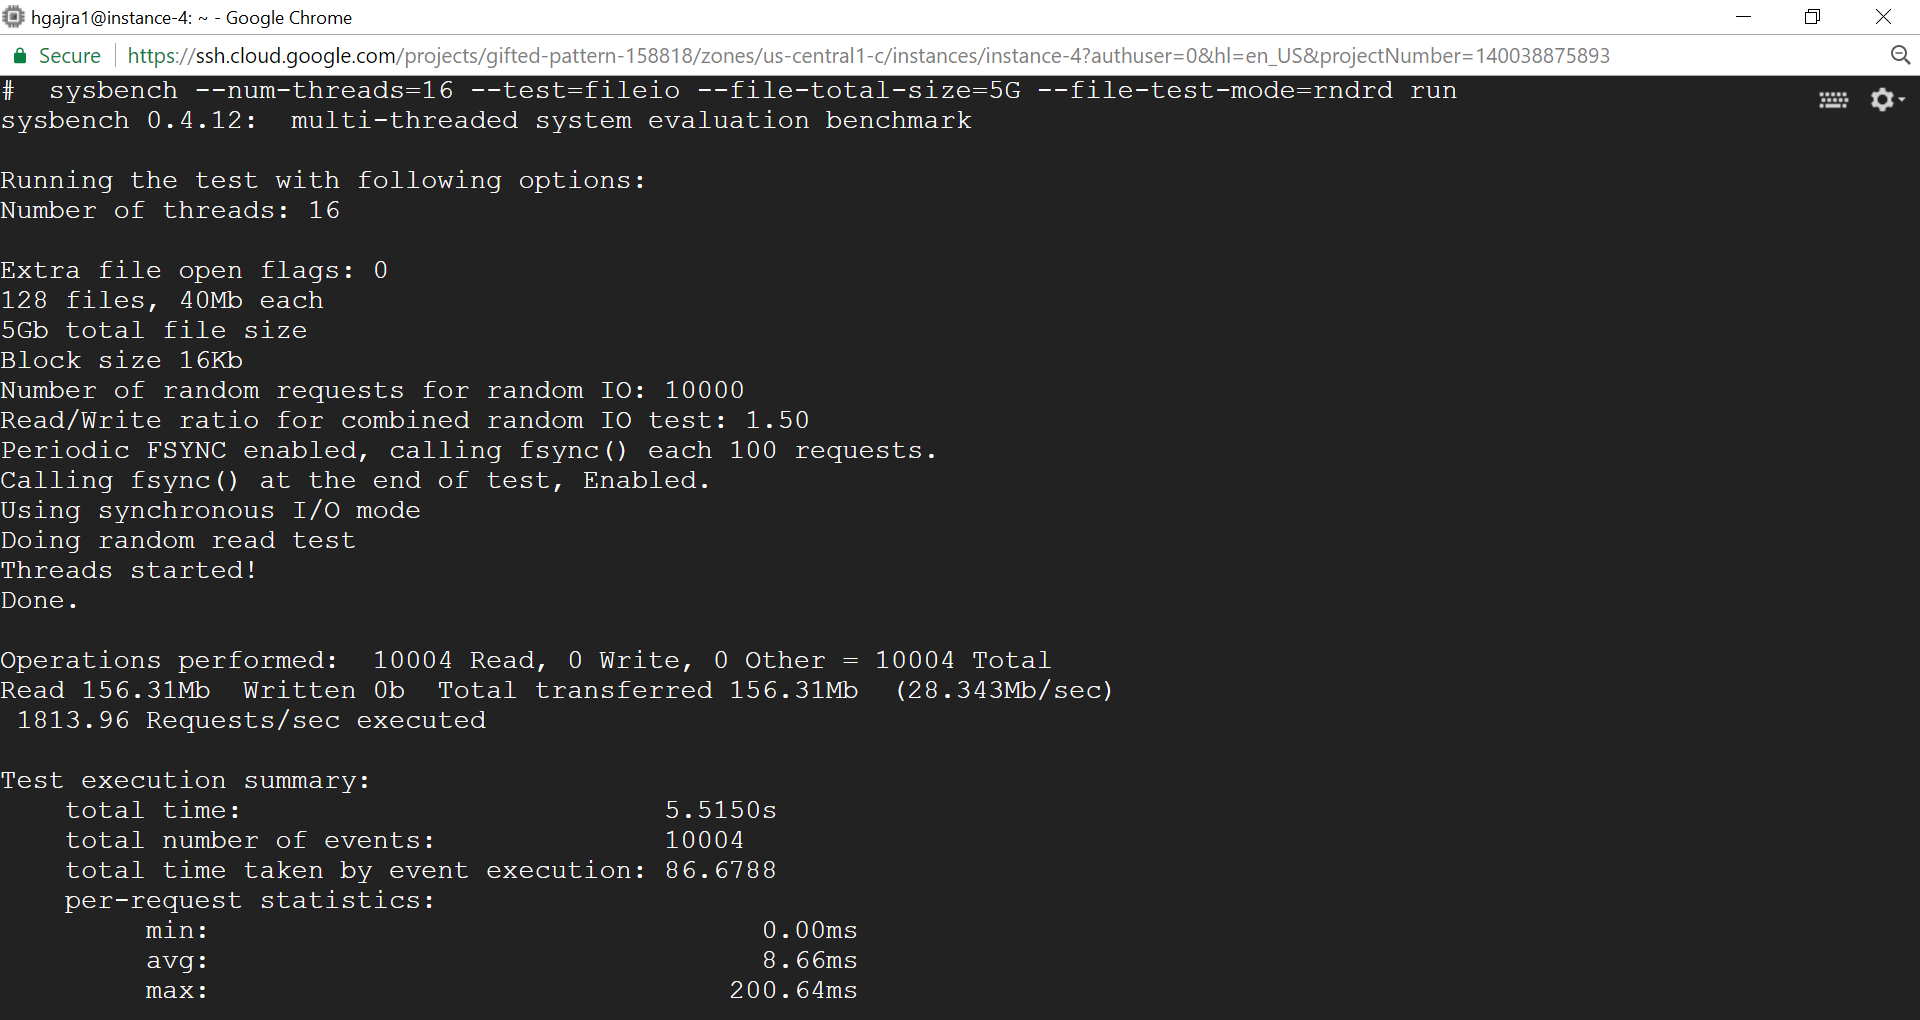 hgajra1@instance-4: ~ - Google Chrome
Secure https://ssh.cloud.google.com/projects/gifted-pattern-158818/zones/us-central1-c/instances/instance-4?authuser=0&hl=en_US&projectNumber=140038875893
#  sysbench --num-threads=16 --test=fileio --file-total-size=5G --file-test-mode=rndrd run
sysbench 0.4.12:  multi-threaded system evaluation benchmark
Running the test with following options:
Number of threads: 16
Extra file open flags: 0
128 files, 40Mb each
5Gb total file size
Block size 16Kb
Number of random requests for random IO: 10000
Read/Write ratio for combined random IO test: 1.50
Periodic FSYNC enabled, calling fsync() each 100 requests.
Calling fsync() at the end of test, Enabled.
Using synchronous I/O mode
Doing random read test
Threads started!
Done.
Operations performed:  10004 Read, 0 Write, 0 Other = 10004 Total
Read 156.31Mb  Written 0b  Total transferred 156.31Mb  (28.343Mb/sec)
 1813.96 Requests/sec executed
Test execution summary:
    total time:                          5.5150s
    total number of events:              10004
    total time taken by event execution: 86.6788
    per-request statistics:
         min:                                  0.00ms
         avg:                                  8.66ms
         max:                                200.64ms